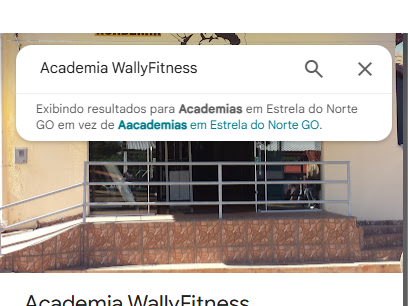 Academia WallyFitness
Exibindo resultados para Academias em Estrela do Norte
GO em vez de Aacademias em Estrela do Norte GO.
Academia WallyFitness